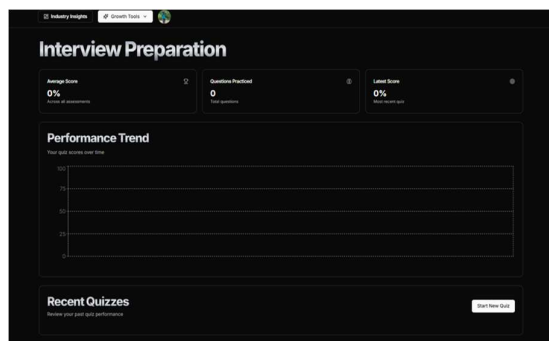 Industry Insights
Growth Tools
Interview Preparation
Average Score
0%
Across all assessments
Questions Practiced
0
Total questions
Latest Score
0%
Most recent quiz
Performance Trend
Your quiz scores over time
100
75
50
25
0
Recent Quizzes
Review your past quiz performance
Start New Quiz